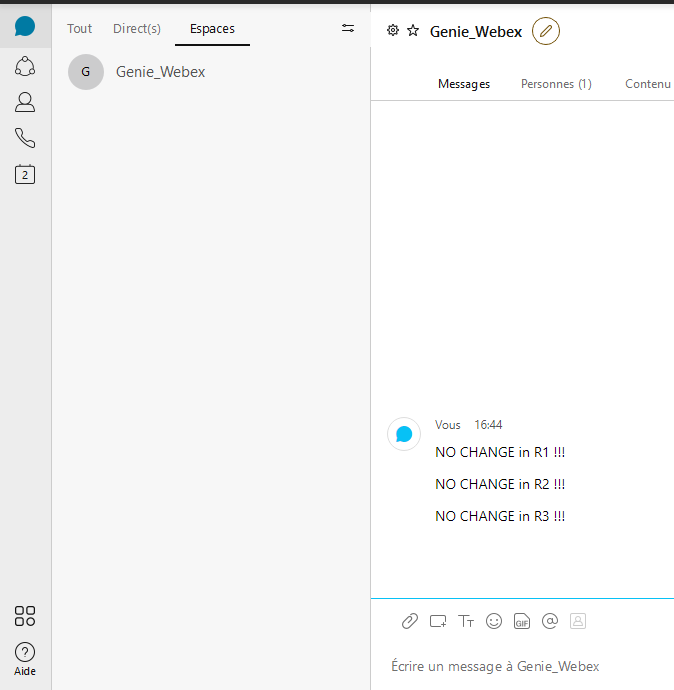 Tout Direct(s) Espaces
G Genie_Webex
2
Aide
Genie_Webex
Messages Personnes (1) Contenu
Vous 16:44
NO CHANGE in R1 !!!
NO CHANGE in R2 !!!
NO CHANGE in R3 !!!
GIF
Écrire un message à Genie_Webex